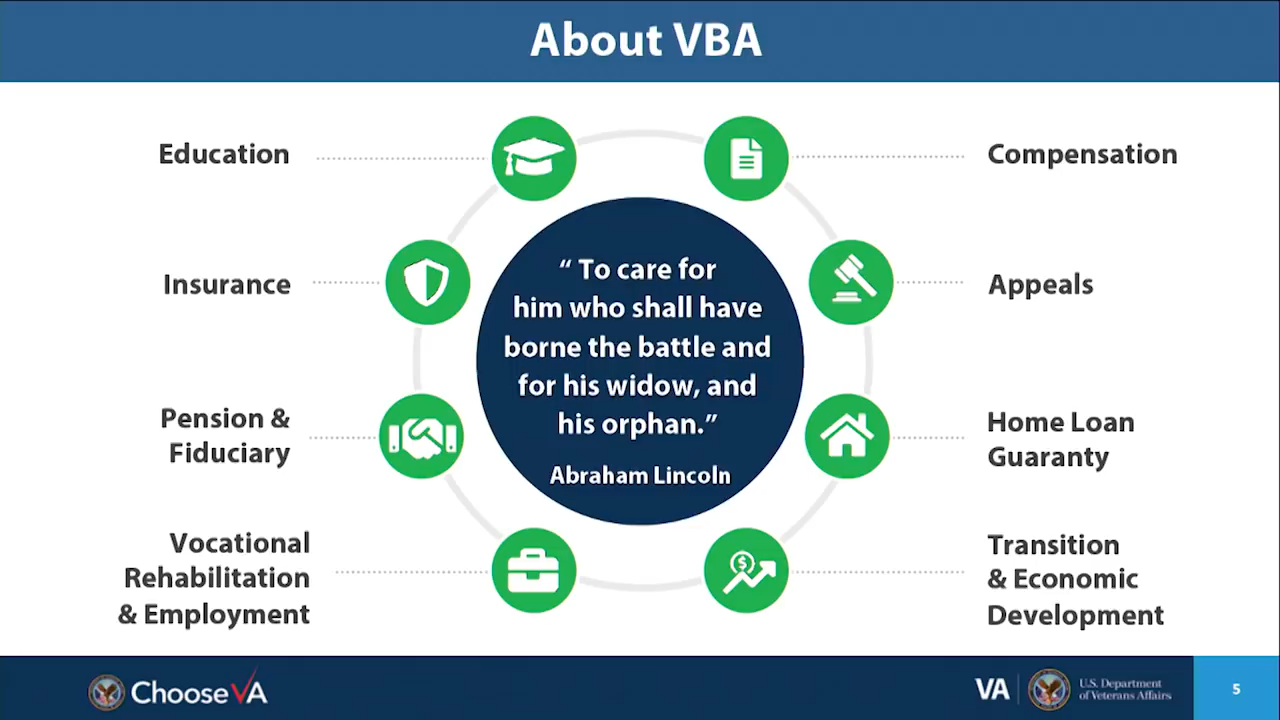 About VBA
Education
Insurance
Pension &
Fiduciary
Vocational
Rehabilitation
& Employment
“ To care for
him who shall have
borne the battle and
for his widow, and
his orphan.”
Abraham Lincoln
Compensation
Appeals
Home Loan
Guaranty
Transition
& Economic
Development
$
ChooseVA
VA
U.S. Department
of Veterans Affairs
5